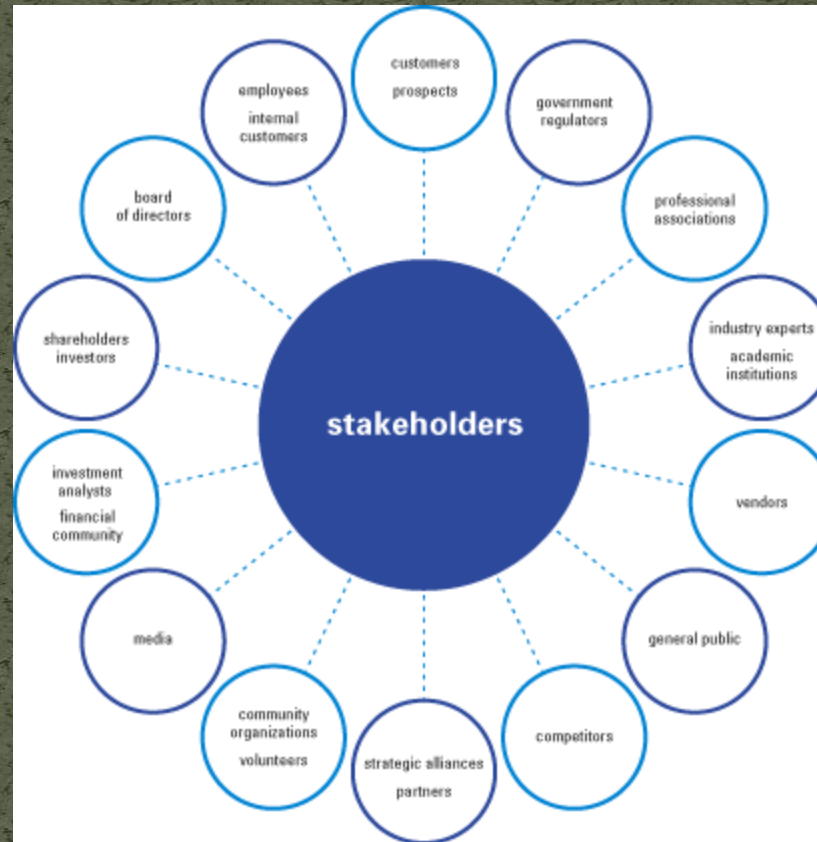 customers
prospects
government
regulators
professional
associations
industry experts
academic
institutions
vendors
general public
competitors
strategic alliances
partners
community
organizations
volunteers
media
investment
analysts
financial
community
shareholders
investors
board
of directors
employees
internal
customers
stakeholders